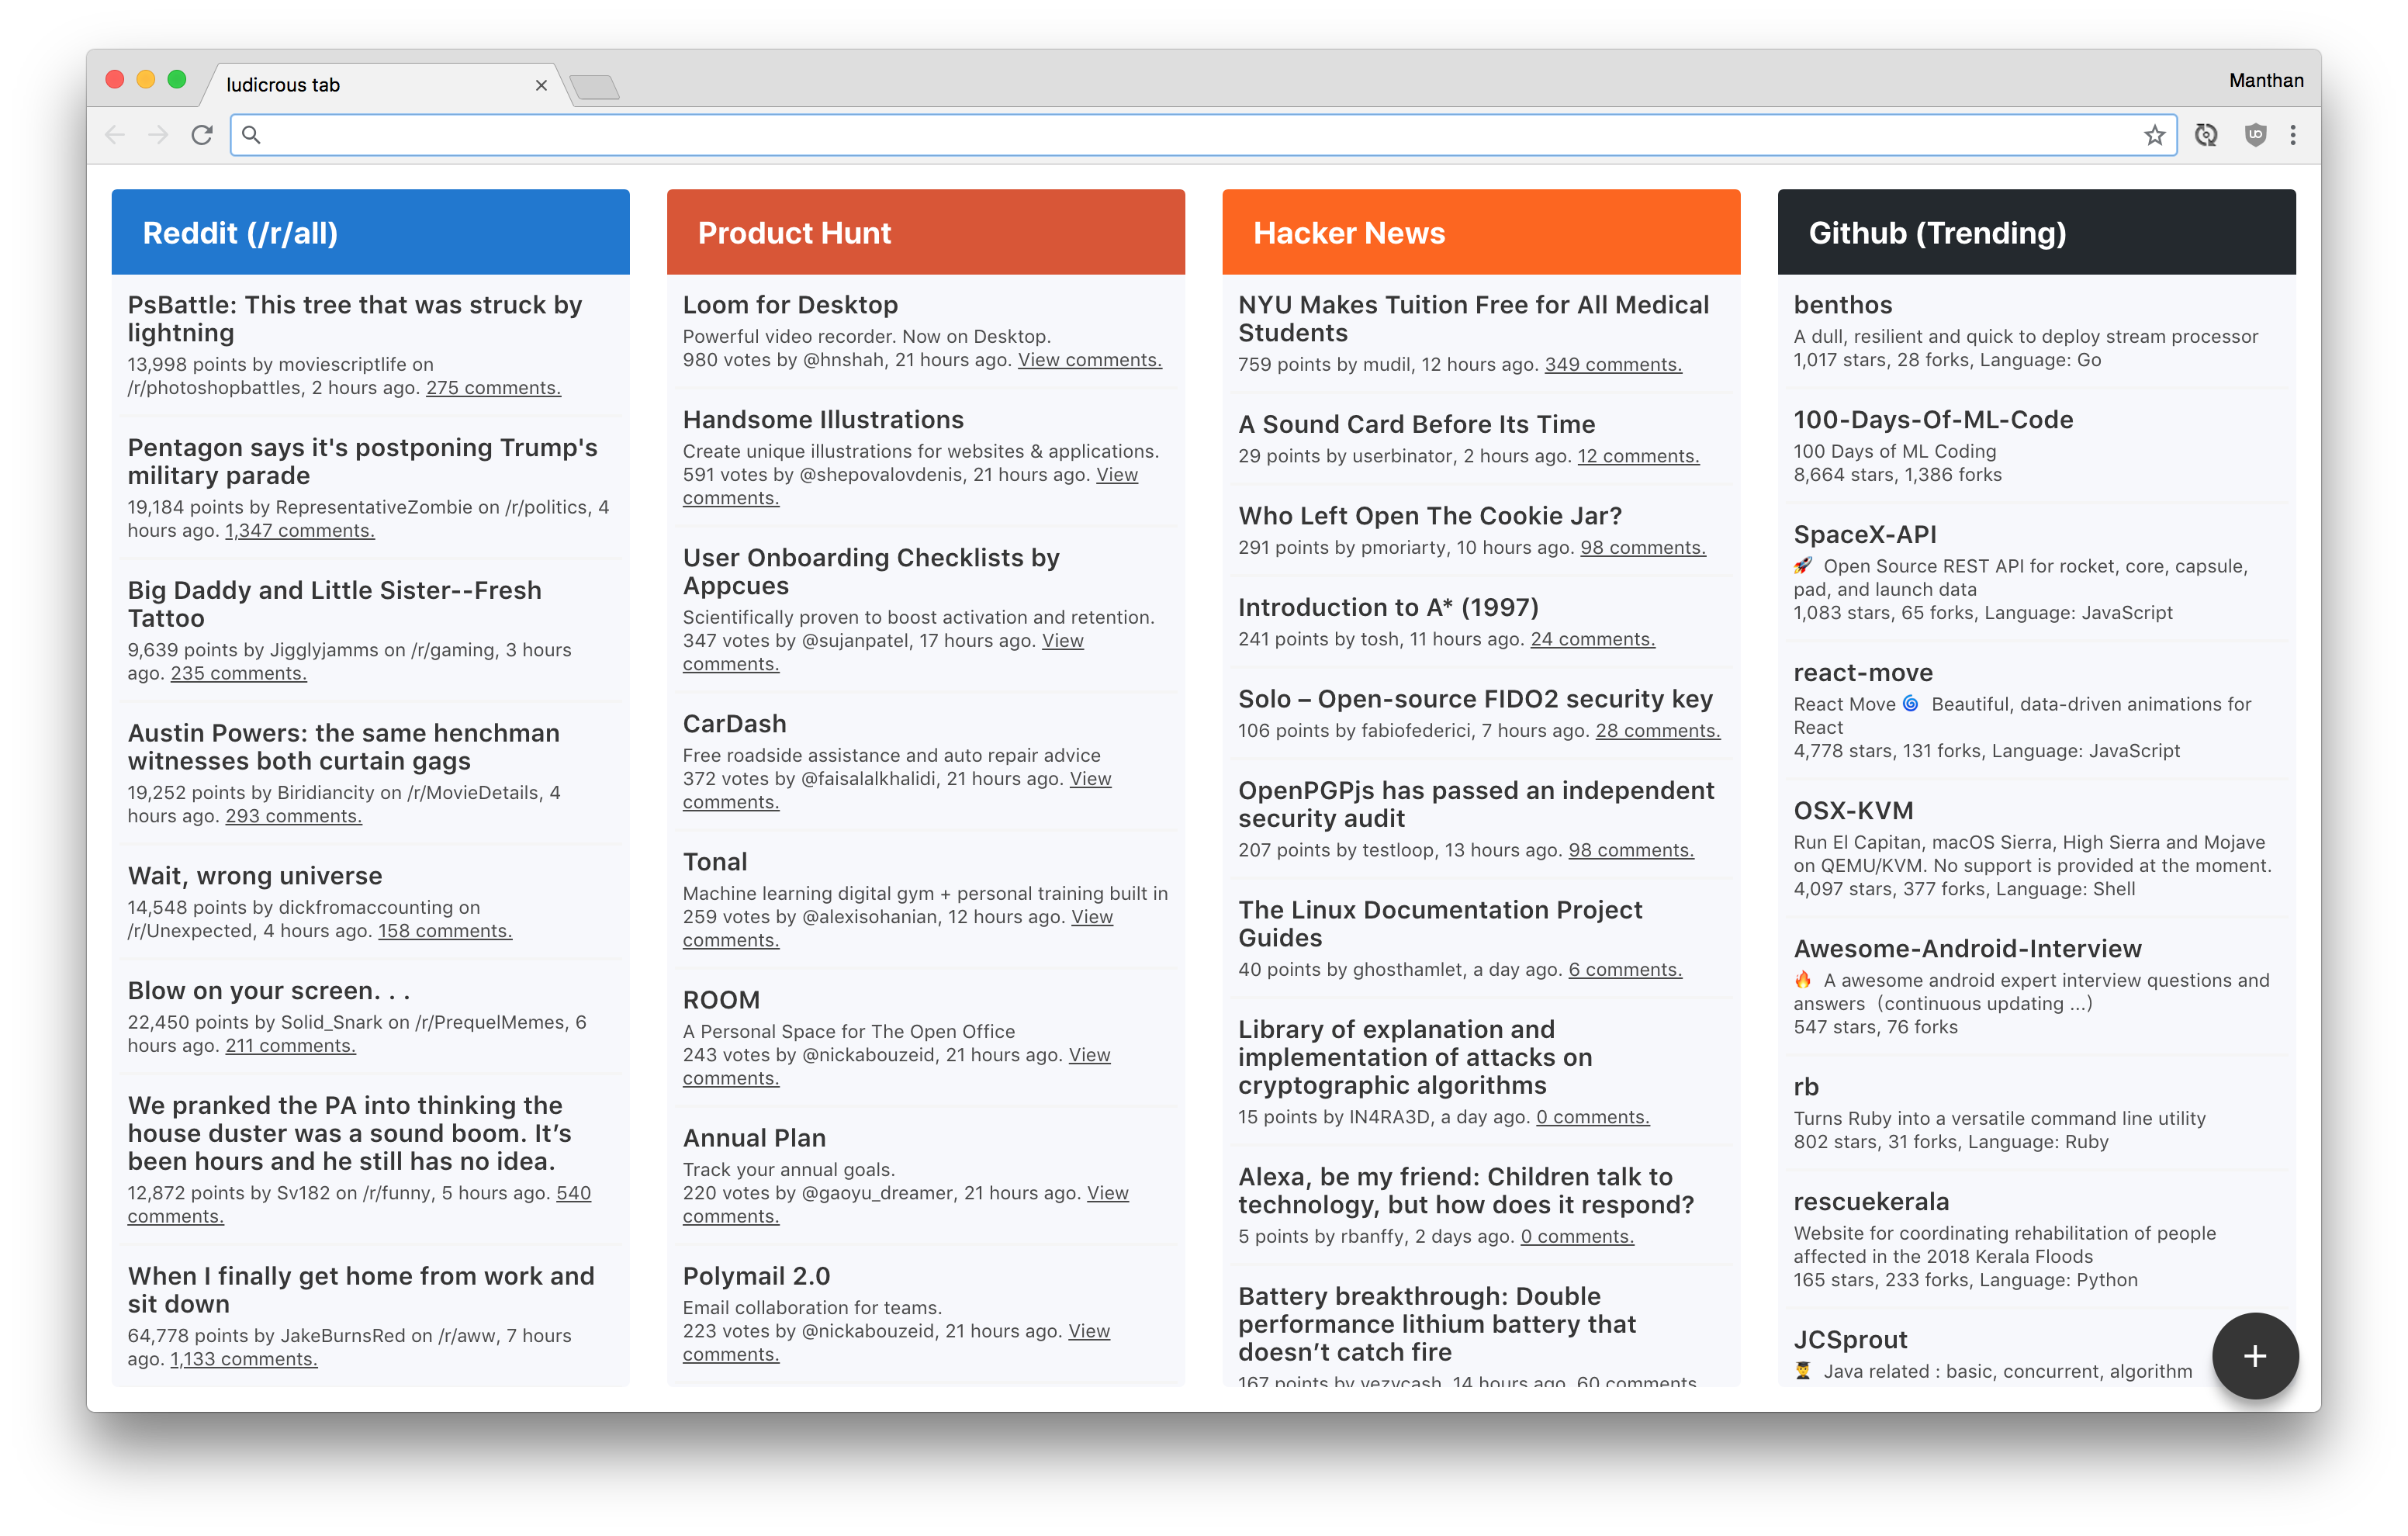 ludicrous tab
Manthan
Reddit (/r/all)
PsBattle: This tree that was struck by
lightning
13,998 points by moviescriptlife on
/r/photoshopbattles, 2 hours ago. 275 comments.
Pentagon says it's postponing Trump's
military parade
19,184 points by RepresentativeZombie on /r/politics, 4
hours ago. 1,347 comments.
Big Daddy and Little Sister--Fresh
Tattoo
9,639 points by Jigglyjamms on /r/gaming, 3 hours
ago. 235 comments.
Austin Powers: the same henchman
witnesses both curtain gags
19,252 points by Biridiancity on /r/MovieDetails, 4
hours ago. 293 comments.
Wait, wrong universe
14,548 points by dickfromaccounting on
/r/Unexpected, 4 hours ago. 158 comments.
Blow on your screen. . .
22,450 points by Solid_Snark on /r/PrequelMemes, 6
hours ago. 211 comments.
We pranked the PA into thinking the
house duster was a sound boom. It’s
been hours and he still has no idea.
12,872 points by Sv182 on /r/funny, 5 hours ago. 540
comments.
When I finally get home from work and
sit down
64,778 points by JakeBurnsRed on /r/aww, 7 hours
ago. 1,133 comments.
Product Hunt
Loom for Desktop
Powerful video recorder. Now on Desktop.
980 votes by @hnshah, 21 hours ago. View comments.
Handsome Illustrations
Create unique illustrations for websites & applications.
591 votes by @shepovalovdenis, 21 hours ago. View
comments.
User Onboarding Checklists by
Appcues
Scientifically proven to boost activation and retention.
347 votes by @sujanpatel, 17 hours ago. View
comments.
CarDash
Free roadside assistance and auto repair advice
372 votes by @faisalalkhalidi, 21 hours ago. View
comments.
Tonal
Machine learning digital gym + personal training built in
259 votes by @alexisohanian, 12 hours ago. View
comments.
ROOM
A Personal Space for The Open Office
243 votes by @nickabouzeid, 21 hours ago. View
comments.
Annual Plan
Track your annual goals.
220 votes by @gaoyu_dreamer, 21 hours ago. View
comments.
Polymail 2.0
Email collaboration for teams.
223 votes by @nickabouzeid, 21 hours ago. View
comments.
Hacker News
NYU Makes Tuition Free for All Medical
Students
759 points by mudil, 12 hours ago. 349 comments.
A Sound Card Before Its Time
29 points by userbinator, 2 hours ago. 12 comments.
Who Left Open The Cookie Jar?
291 points by pmoriarty, 10 hours ago. 98 comments.
Introduction to A* (1997)
241 points by tosh, 11 hours ago. 24 comments.
Solo – Open-source FIDO2 security key
106 points by fabiofederici, 7 hours ago. 28 comments.
OpenPGPjs has passed an independent
security audit
207 points by testloop, 13 hours ago. 98 comments.
The Linux Documentation Project
Guides
40 points by ghosthamlet, a day ago. 6 comments.
Library of explanation and
implementation of attacks on
cryptographic algorithms
15 points by IN4RA3D, a day ago. 0 comments.
Alexa, be my friend: Children talk to
technology, but how does it respond?
5 points by rbanffy, 2 days ago. 0 comments.
Battery breakthrough: Double
performance lithium battery that
doesn’t catch fire
167 points by vezycash, 14 hours ago. 60 comments.
Github (Trending)
benthos
A dull, resilient and quick to deploy stream processor
1,017 stars, 28 forks, Language: Go
100-Days-Of-ML-Code
100 Days of ML Coding
8,664 stars, 1,386 forks
SpaceX-API
🚀 Open Source REST API for rocket, core, capsule,
pad, and launch data
1,083 stars, 65 forks, Language: JavaScript
react-move
React Move 🌀 Beautiful, data-driven animations for
React
4,778 stars, 131 forks, Language: JavaScript
OSX-KVM
Run El Capitan, macOS Sierra, High Sierra and Mojave
on QEMU/KVM. No support is provided at the moment.
4,097 stars, 377 forks, Language: Shell
Awesome-Android-Interview
🔥 A awesome android expert interview questions and
answers（continuous updating ...）
547 stars, 76 forks
rb
Turns Ruby into a versatile command line utility
802 stars, 31 forks, Language: Ruby
rescuekerala
Website for coordinating rehabilitation of people
affected in the 2018 Kerala Floods
165 stars, 233 forks, Language: Python
JCSprout
👨‍🎓 Java related : basic, concurrent, algorithm